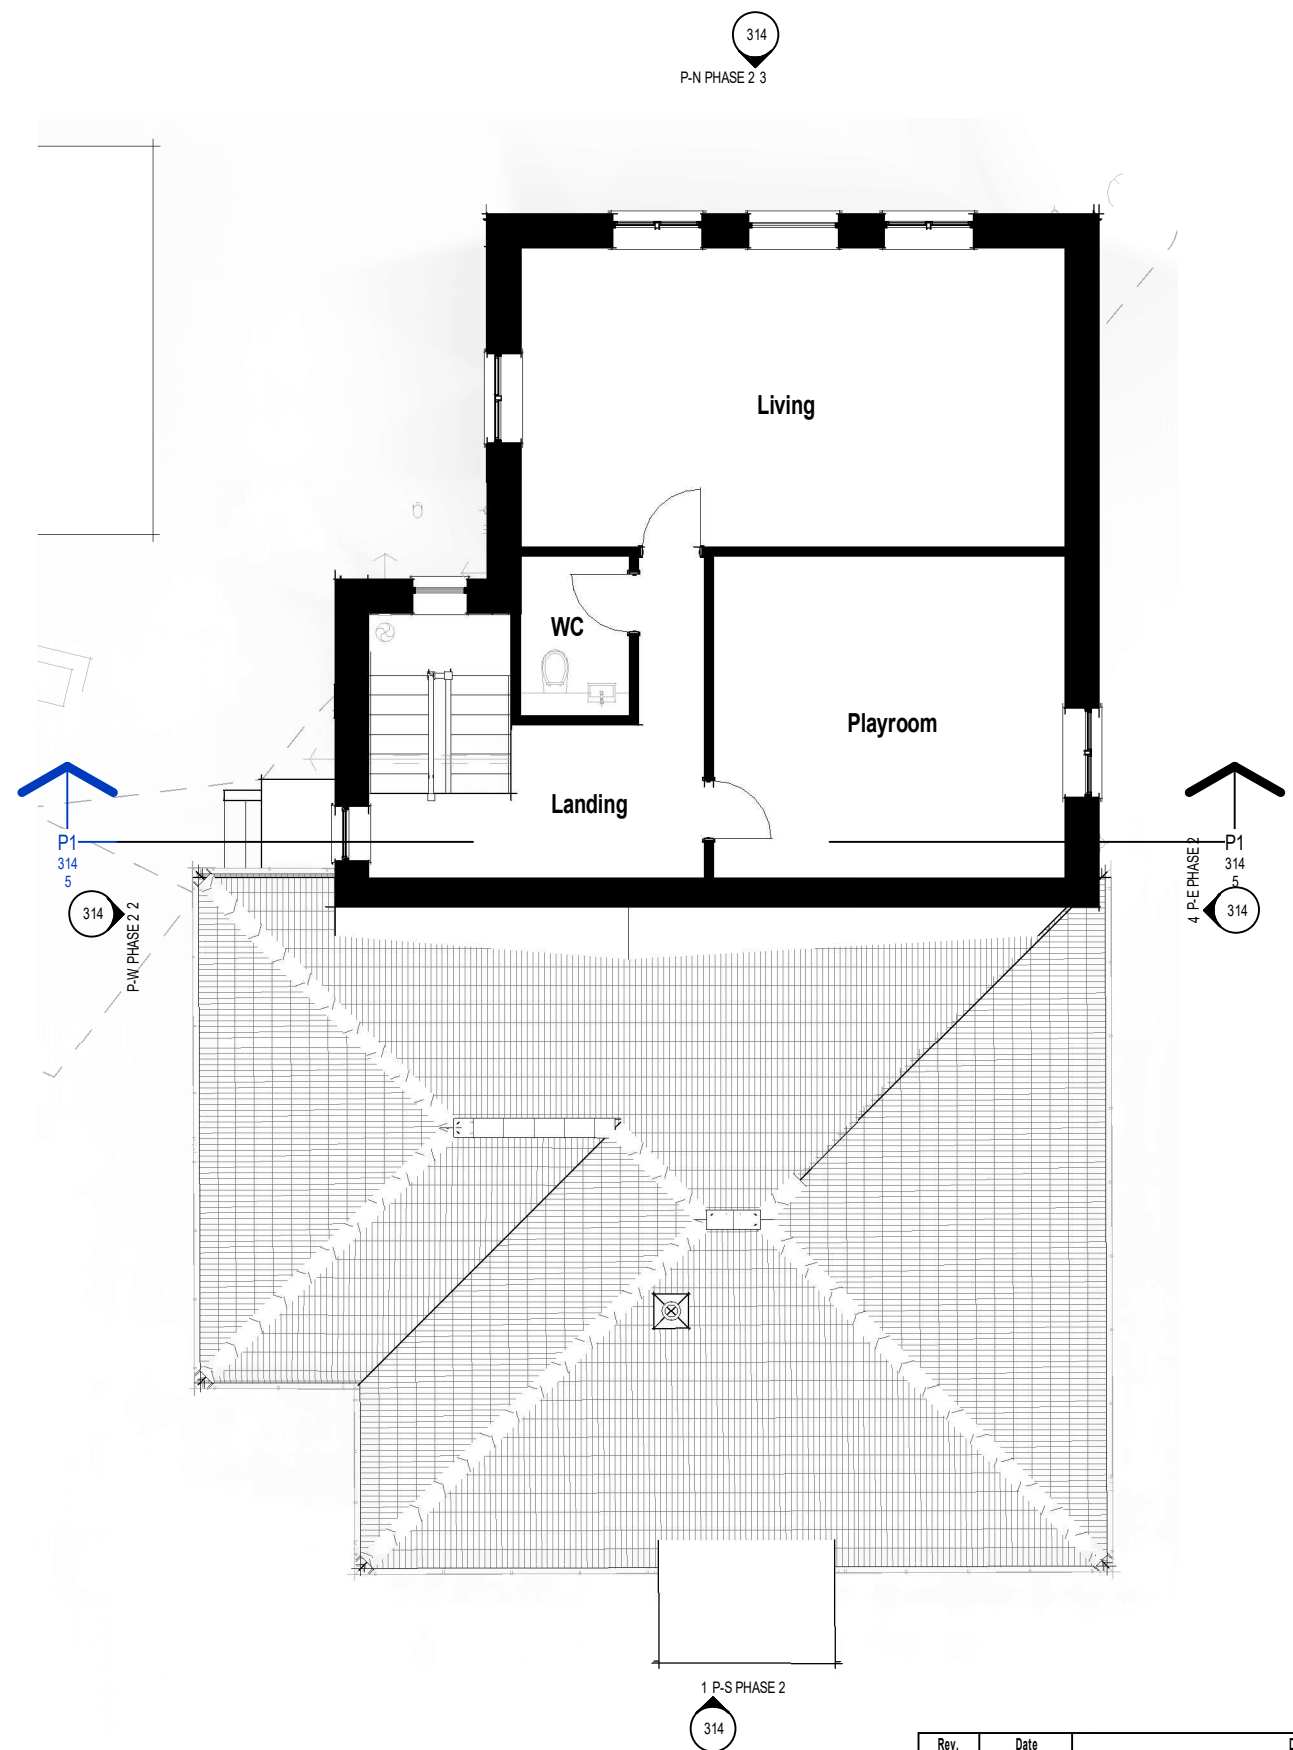 314
P-N PHASE 2 3
Living
WC
Playroom
Landing
P1
314
5
P1
314
5
314
P-W PHASE 2 2
4 P-E PHASE 2
314
1 P-S PHASE 2
314
Rev. Date D